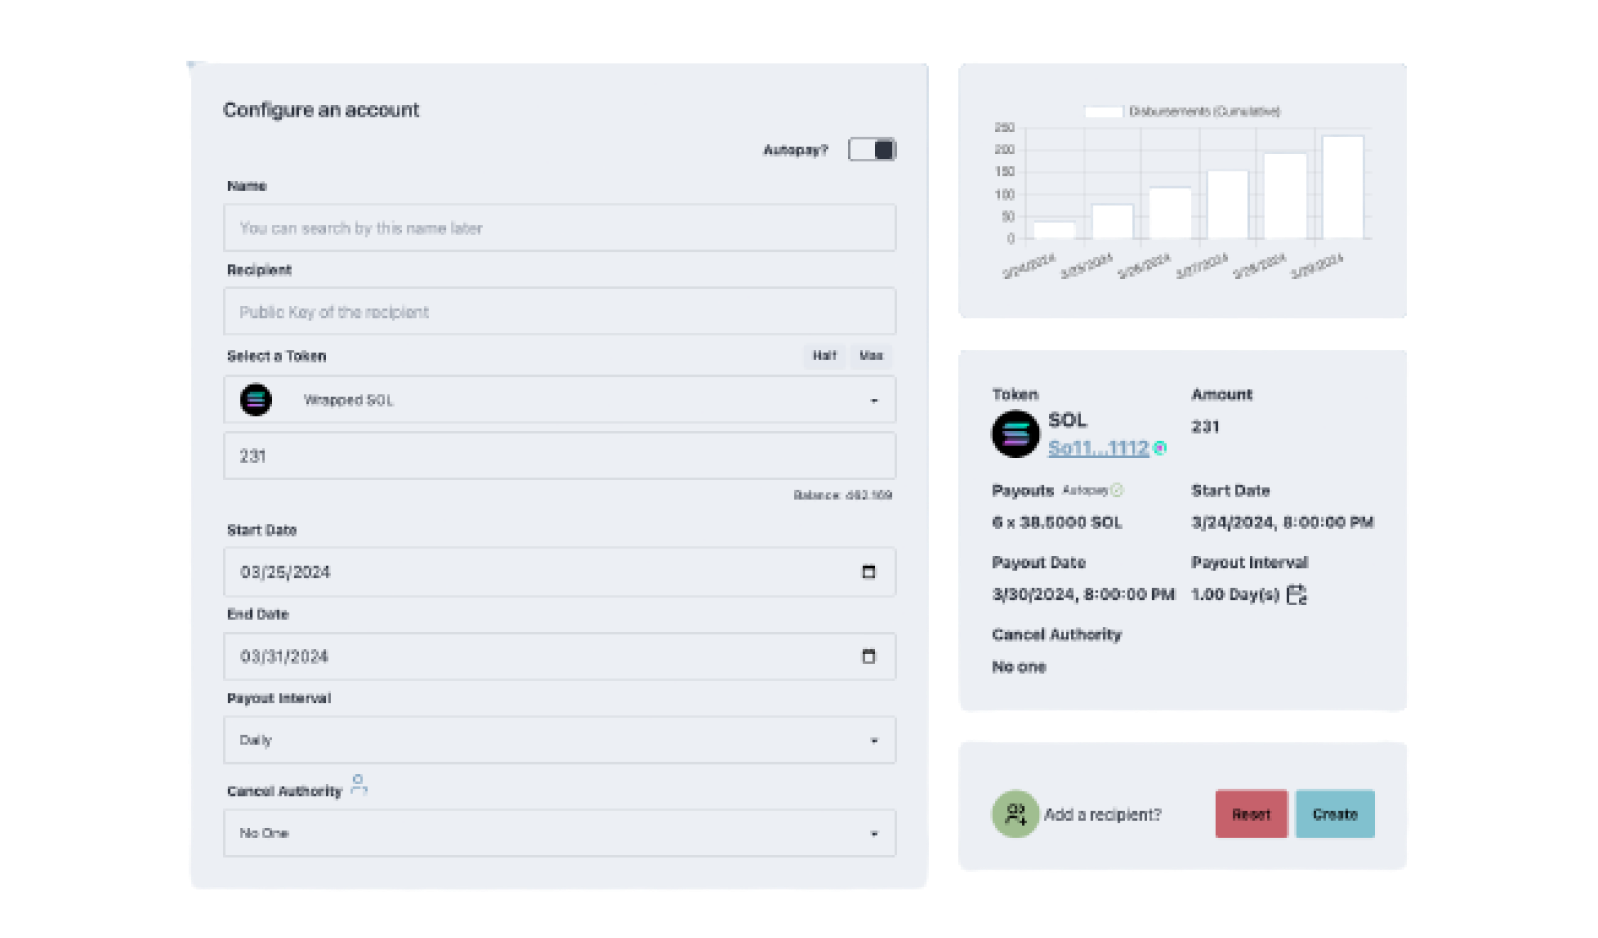 Configure an account
Autopay?
Name
You can search by this name later
Recipient
Public Key of the recipient
Select a Token
Half
Max
Wrapped SOL
231
Start Date
03/25/2024
End Date
03/31/2024
Payout Interval
Daily
Cancel Authority
No One
Disbursements (Cumulative)
250
200
150
100
50
0
3/24/2024
3/25/2024
3/26/2024
3/27/2024
3/28/2024
3/29/2024
Token
Amount
SOL
231
So11...1112
Payouts Autopay
Start Date
6 x 38.5000 SOL
3/24/2024, 8:00:00 PM
Payout Date
Payout Interval
3/30/2024, 8:00:00 PM
1.00 Day(s)
Cancel Authority
No one
Add a recipient?
Reset
Create